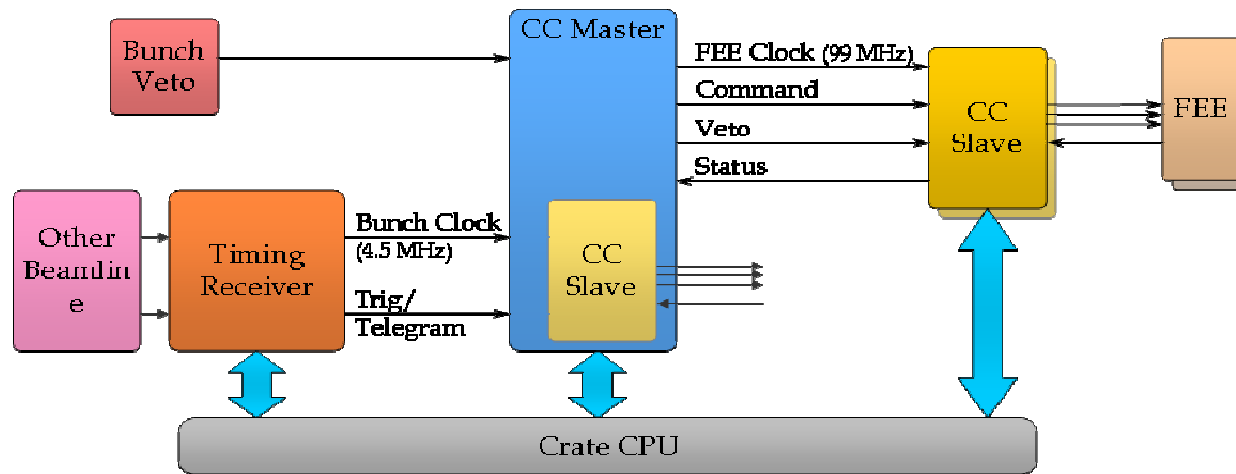 Bunch
Veto
CC Master
FEE Clock (99 MHz)
Command
Veto
Status
CC
Slave
FEE
Other
Beamlin
e
Timing
Receiver
Bunch Clock
(4.5 MHz)
Trig/
Telegram
CC
Slave
Crate CPU